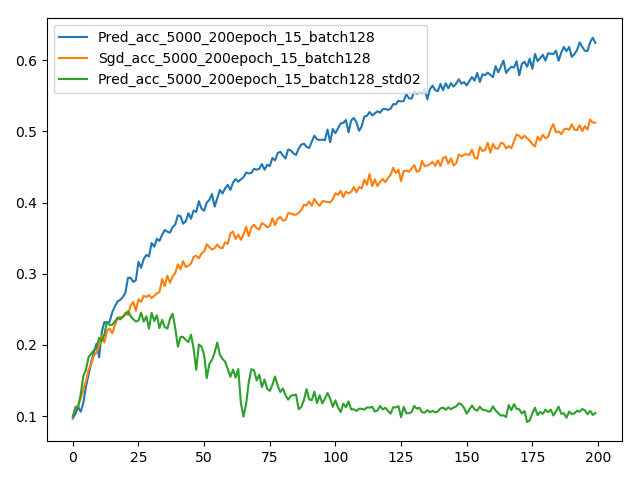 Pred_acc_5000_200epoch_15_batch128
Sgd_acc_5000_200epoch_15_batch128
Pred_acc_5000_200epoch_15_batch128_std02
0.6
0.5
0.4
0.3
0.2
0.1
0 25 50 75 100 125 150 175 200